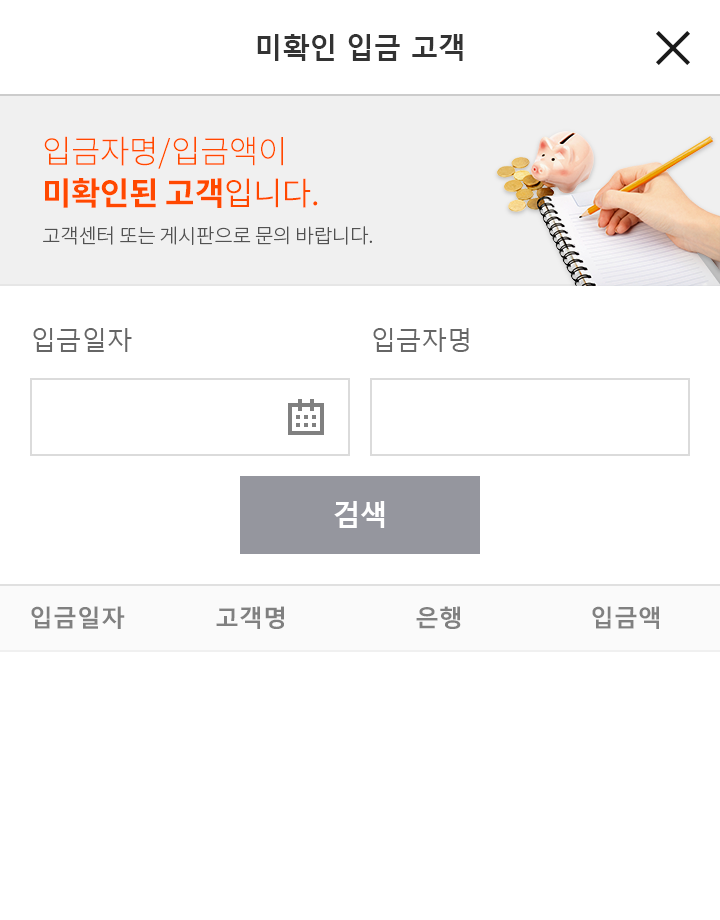 미확인 입금 고객
입금자명/입금액이
미확인된 고객입니다.
고객센터 또는 게시판으로 문의 바랍니다.
입금일자 입금자명
검색
입금일자 고객명 은행 입금액